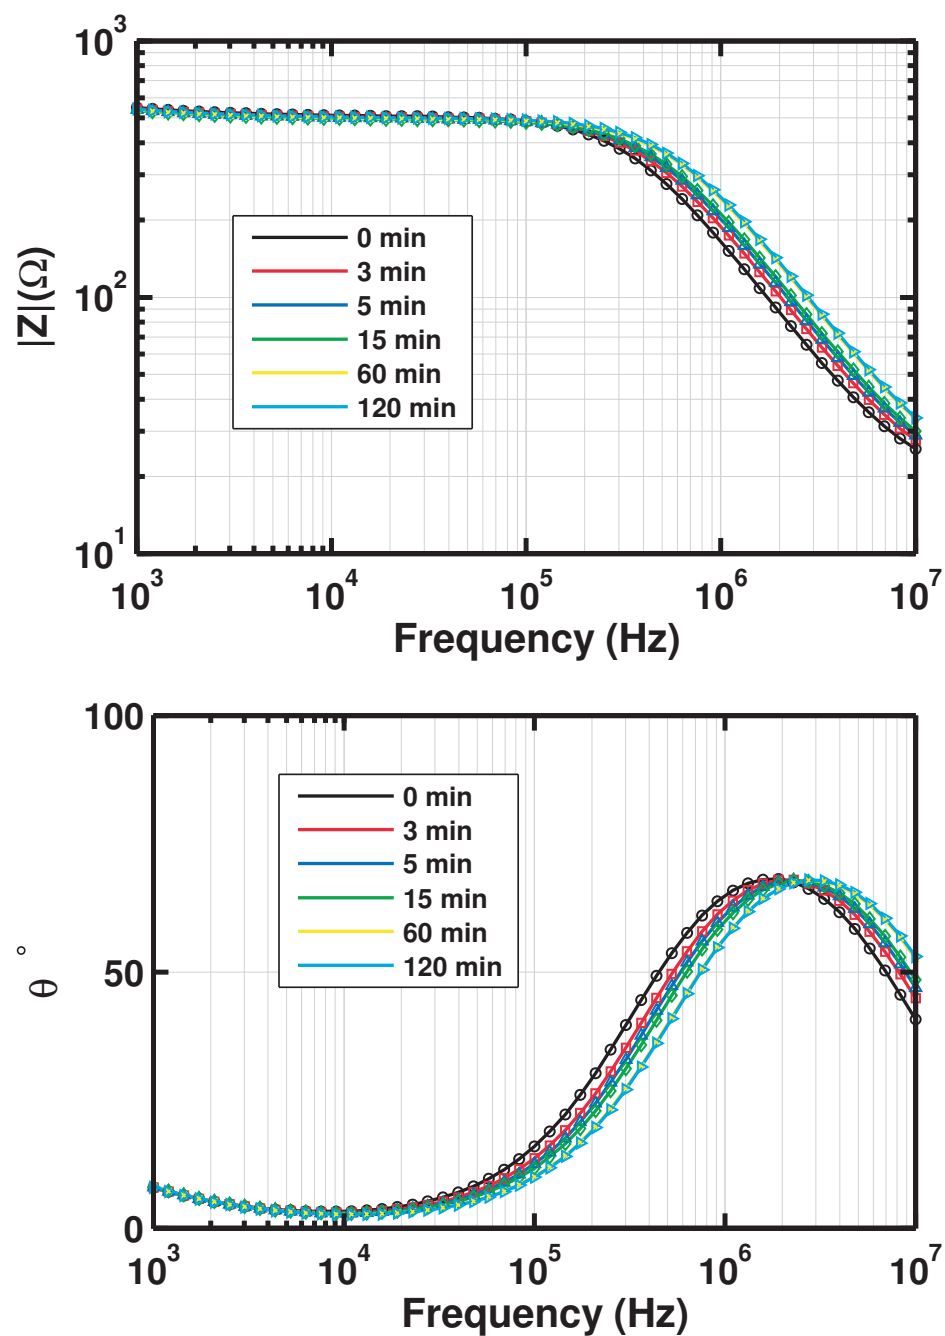 10³
|Z|(Ω)
0 min
3 min
5 min
15 min
60 min
120 min
10²
10¹
10³ 10⁴ 10⁵ 10⁶ 10⁷
Frequency (Hz)
100
θ °
0 min
3 min
5 min
15 min
60 min
120 min
50
0
10³ 10⁴ 10⁵ 10⁶ 10⁷
Frequency (Hz)